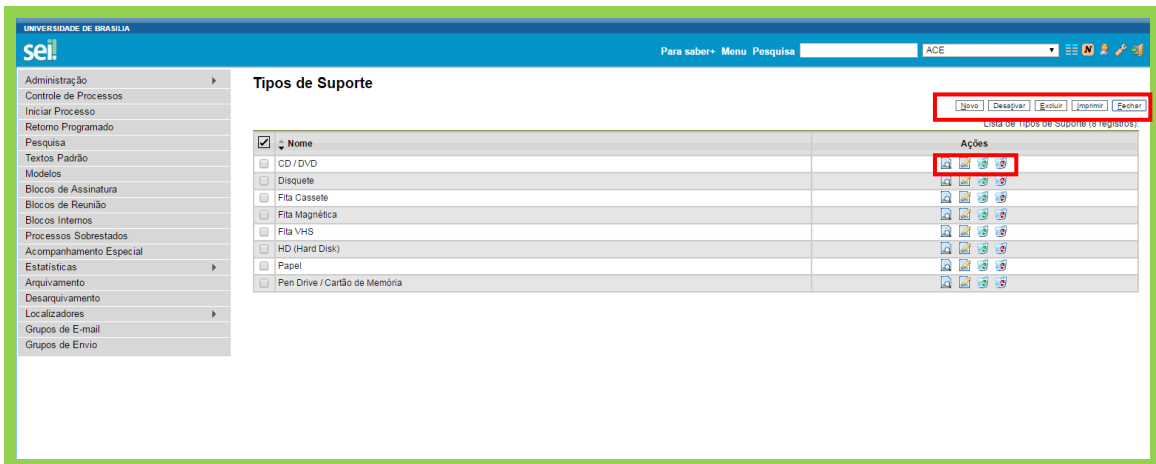 UNIVERSIDADE DE BRASILIA
sei!
Para saber+ Menu Pesquisa
ACE
N
Administração
Controle de Processos
Iniciar Processo
Retorno Programado
Pesquisa
Textos Padrão
Modelos
Blocos de Assinatura
Blocos de Reunião
Blocos Internos
Processos Sobrestados
Acompanhamento Especial
Estatísticas
Arquivamento
Desarquivamento
Localizadores
Grupos de E-mail
Grupos de Envio
Tipos de Suporte
Novo Desativar Excluir Imprimir Fechar
Lista de Tipos de Suporte (8 registros):
Nome Ações
CD / DVD
Disquete
Fita Cassete
Fita Magnética
Fita VHS
HD (Hard Disk)
Papel
Pen Drive / Cartão de Memória